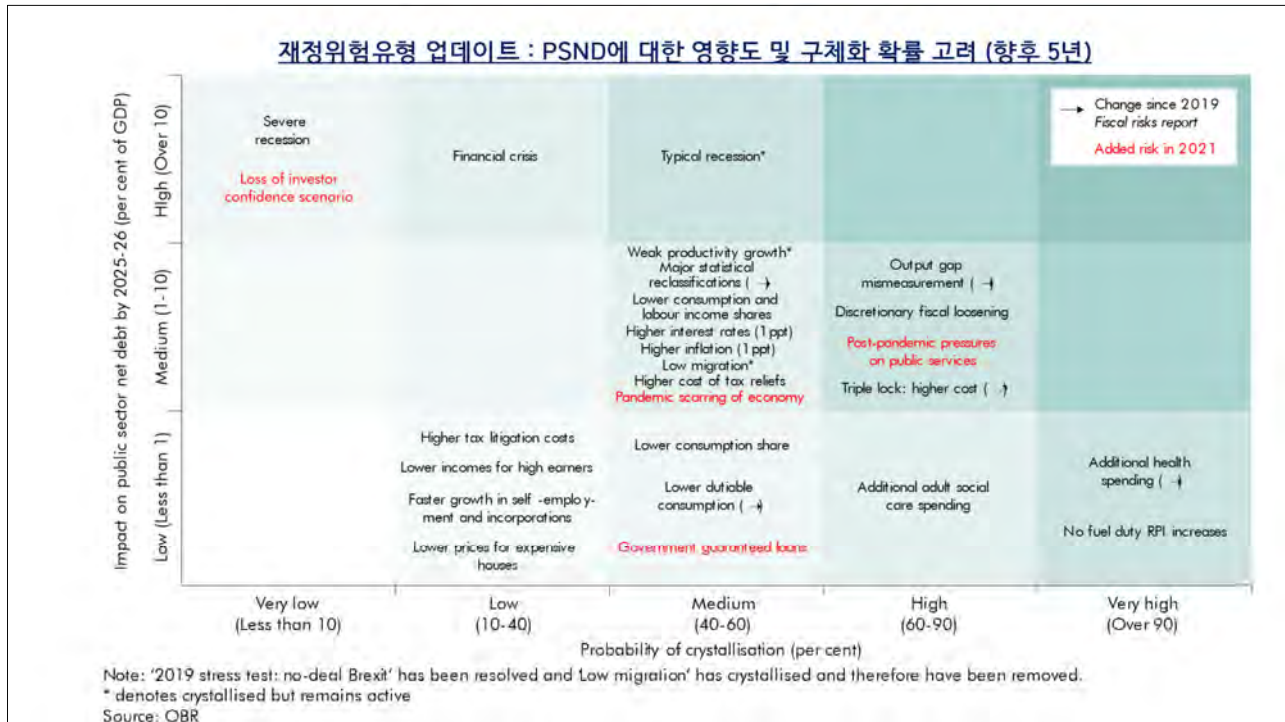 재정위험유형 업데이트 : PSND에 대한 영향도 및 구체화 확률 고려 (향후 5년)
Impact on public sector net debt by 2025-26 (per cent of GDP)
High (Over 10)
Severe
recession
Loss of investor
confidence scenario
Financial crisis
Typical recession*
→ Change since 2019
Fiscal risks report
Added risk in 2021
Medium (1-10)
Weak productivity growth*
Major statistical
reclassifications ( →)
Lower consumption and
labour income shares
Higher interest rates (1ppt)
Higher inflation (1ppt)
Low migration*
Higher cost of tax reliefs
Pandemic scarring of economy
Output gap
mismeasurement ( →)
Discretionary fiscal loosening
Post-pandemic pressures
on public services
Triple lock: higher cost ( →)
Low (Less than 1)
Higher tax litigation costs
Lower incomes for high earners
Faster growth in self -employ-
ment and incorporations
Lower prices for expensive
houses
Lower consumption share
Lower dutiable
consumption ( →)
Government guaranteed loans
Additional adult social
care spending
Additional health
spending ( →)
No fuel duty RPI increases
Very low
(Less than 10)
Low
(10-40)
Medium
(40-60)
High
(60-90)
Very high
(Over 90)
Probability of crystallisation (per cent)
Note: '2019 stress test: no-deal Brexit' has been resolved and 'Low migration' has crystallised and therefore have been removed.
* denotes crystallised but remains active
Source: OBR